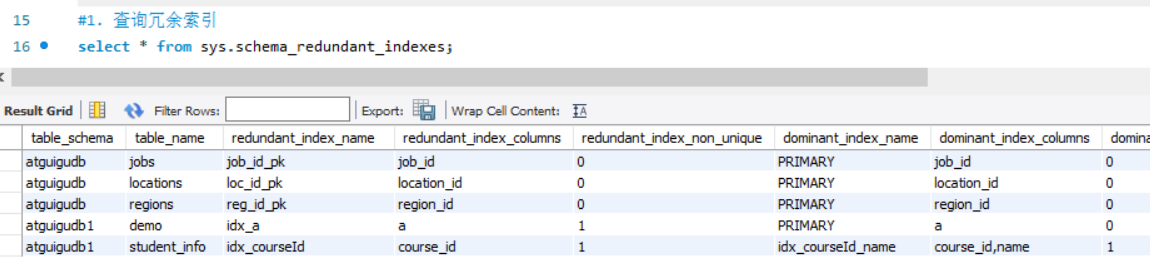 15 #1. 查询冗余索引
16 select * from sys.schema_redundant_indexes;
Result Grid Filter Rows: Export: Wrap Cell Content:
table_schema table_name redundant_index_name redundant_index_columns redundant_index_non_unique dominant_index_name dominant_index_columns domina
atguigudb jobs job_id_pk job_id 0 PRIMARY job_id 0
atguigudb locations loc_id_pk location_id 0 PRIMARY location_id 0
atguigudb regions reg_id_pk region_id 0 PRIMARY region_id 0
atguigudb1 demo idx_a a 1 PRIMARY a 0
atguigudb1 student_info idx_courseId course_id 1 idx_courseId_name course_id,name 1